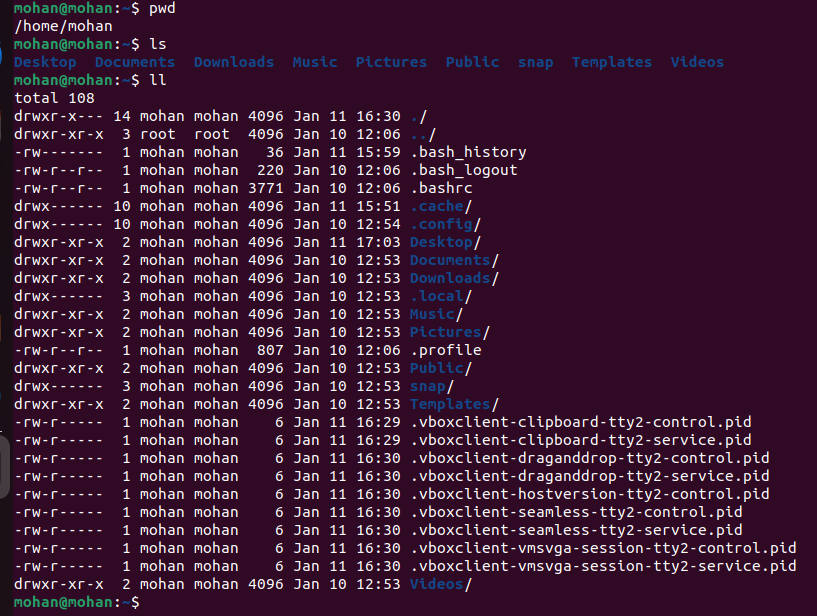 mohan@mohan:~$ pwd
/home/mohan
mohan@mohan:~$ ls
Desktop  Documents  Downloads  Music  Pictures  Public  snap  Templates  Videos
mohan@mohan:~$ ll
total 108
drwxr-x--- 14 mohan mohan 4096 Jan 11 16:30 ./
drwxr-xr-x  3 root  root  4096 Jan 10 12:06 ../
-rw-------  1 mohan mohan   36 Jan 11 15:59 .bash_history
-rw-r--r--  1 mohan mohan  220 Jan 10 12:06 .bash_logout
-rw-r--r--  1 mohan mohan 3771 Jan 10 12:06 .bashrc
drwx------ 10 mohan mohan 4096 Jan 11 15:51 .cache/
drwx------ 10 mohan mohan 4096 Jan 10 12:54 .config/
drwxr-xr-x  2 mohan mohan 4096 Jan 11 17:03 Desktop/
drwxr-xr-x  2 mohan mohan 4096 Jan 10 12:53 Documents/
drwxr-xr-x  2 mohan mohan 4096 Jan 10 12:53 Downloads/
drwx------  3 mohan mohan 4096 Jan 10 12:53 .local/
drwxr-xr-x  2 mohan mohan 4096 Jan 10 12:53 Music/
drwxr-xr-x  2 mohan mohan 4096 Jan 10 12:53 Pictures/
-rw-r--r--  1 mohan mohan  807 Jan 10 12:06 .profile
drwxr-xr-x  2 mohan mohan 4096 Jan 10 12:53 Public/
drwx------  3 mohan mohan 4096 Jan 10 12:53 snap/
drwxr-xr-x  2 mohan mohan 4096 Jan 10 12:53 Templates/
-rw-r-----  1 mohan mohan    6 Jan 11 16:29 .vboxclient-clipboard-tty2-control.pid
-rw-r-----  1 mohan mohan    6 Jan 11 16:29 .vboxclient-clipboard-tty2-service.pid
-rw-r-----  1 mohan mohan    6 Jan 11 16:30 .vboxclient-draganddrop-tty2-control.pid
-rw-r-----  1 mohan mohan    6 Jan 11 16:30 .vboxclient-draganddrop-tty2-service.pid
-rw-r-----  1 mohan mohan    6 Jan 11 16:30 .vboxclient-hostversion-tty2-control.pid
-rw-r-----  1 mohan mohan    6 Jan 11 16:30 .vboxclient-seamless-tty2-control.pid
-rw-r-----  1 mohan mohan    6 Jan 11 16:30 .vboxclient-seamless-tty2-service.pid
-rw-r-----  1 mohan mohan    6 Jan 11 16:30 .vboxclient-vmsvga-session-tty2-control.pid
-rw-r-----  1 mohan mohan    6 Jan 11 16:30 .vboxclient-vmsvga-session-tty2-service.pid
drwxr-xr-x  2 mohan mohan 4096 Jan 10 12:53 Videos/
mohan@mohan:~$